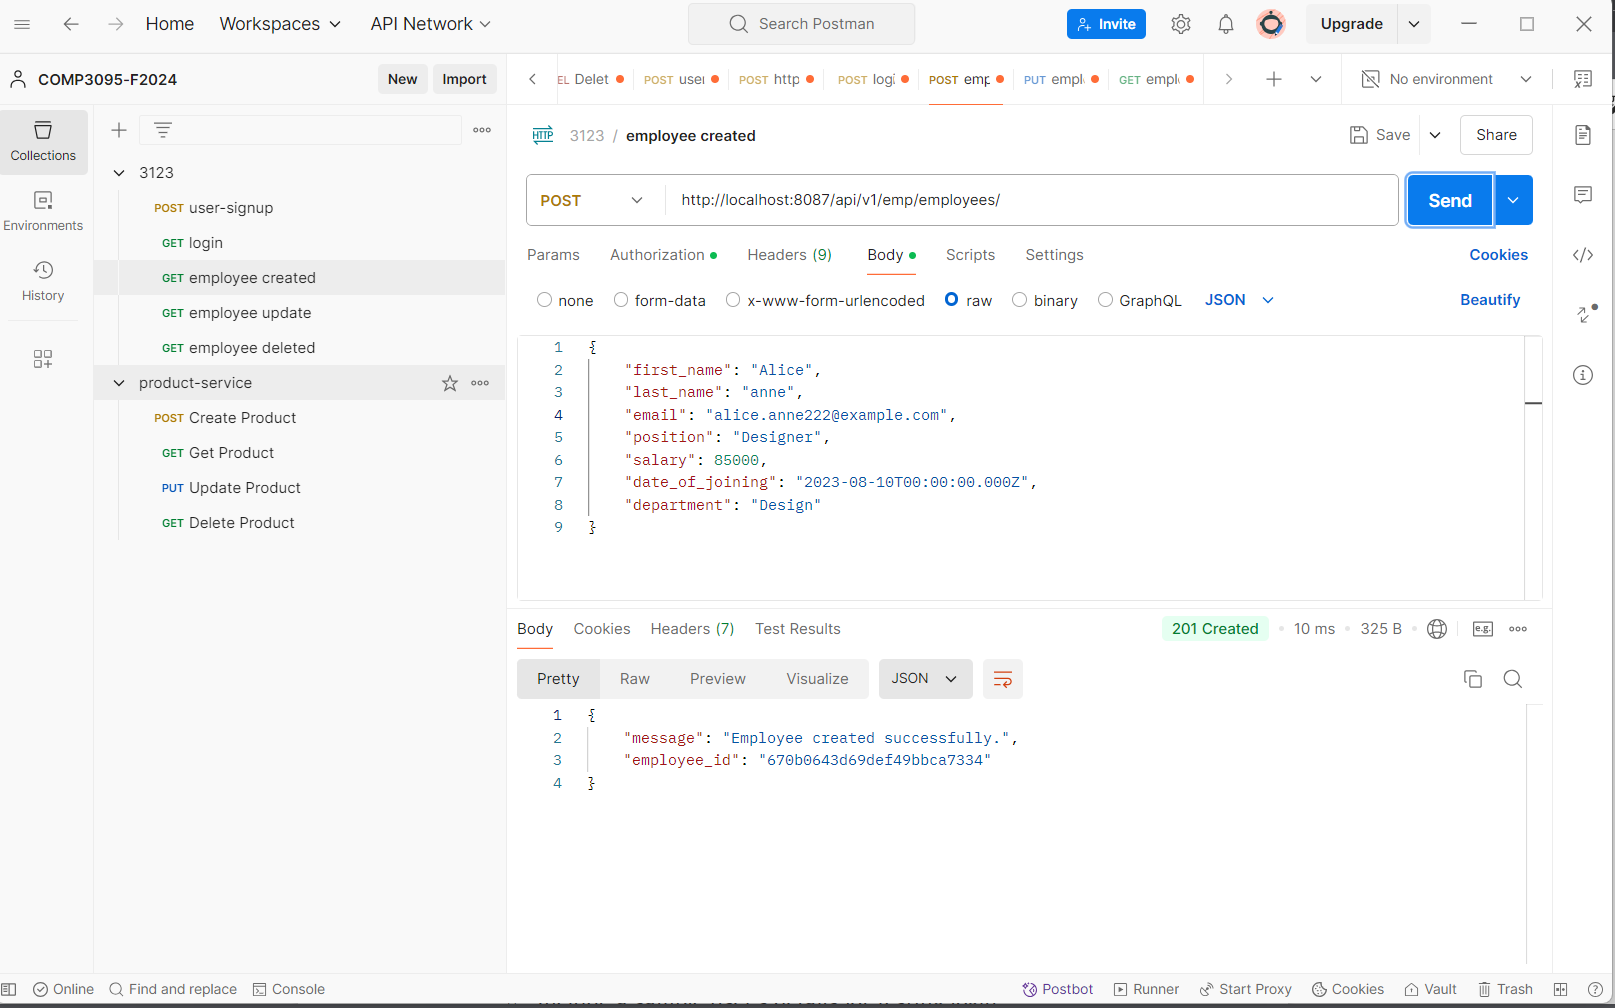 Home Workspaces API Network Search Postman Invite Upgrade
COMP3095-F2024 New Import
EL Delet POST user POST http POST logi POST emp PUT empl GET empl No environment
Collections
Environments
History
3123
POST user-signup
GET login
GET employee created
GET employee update
GET employee deleted
product-service
POST Create Product
GET Get Product
PUT Update Product
GET Delete Product
HTTP 3123 / employee created Save Share
POST http://localhost:8087/api/v1/emp/employees/ Send
Params Authorization Headers (9) Body Scripts Settings Cookies
none form-data x-www-form-urlencoded raw binary GraphQL JSON Beautify
1 {
2 "first_name": "Alice",
3 "last_name": "anne",
4 "email": "alice.anne222@example.com",
5 "position": "Designer",
6 "salary": 85000,
7 "date_of_joining": "2023-08-10T00:00:00.000Z",
8 "department": "Design"
9 }
Body Cookies Headers (7) Test Results 201 Created 10 ms 325 B e.g.
Pretty Raw Preview Visualize JSON
1 {
2 "message": "Employee created successfully.",
3 "employee_id": "670b0643d69def49bbca7334"
4 }
Online Find and replace Console Postbot Runner Start Proxy Cookies Vault Trash